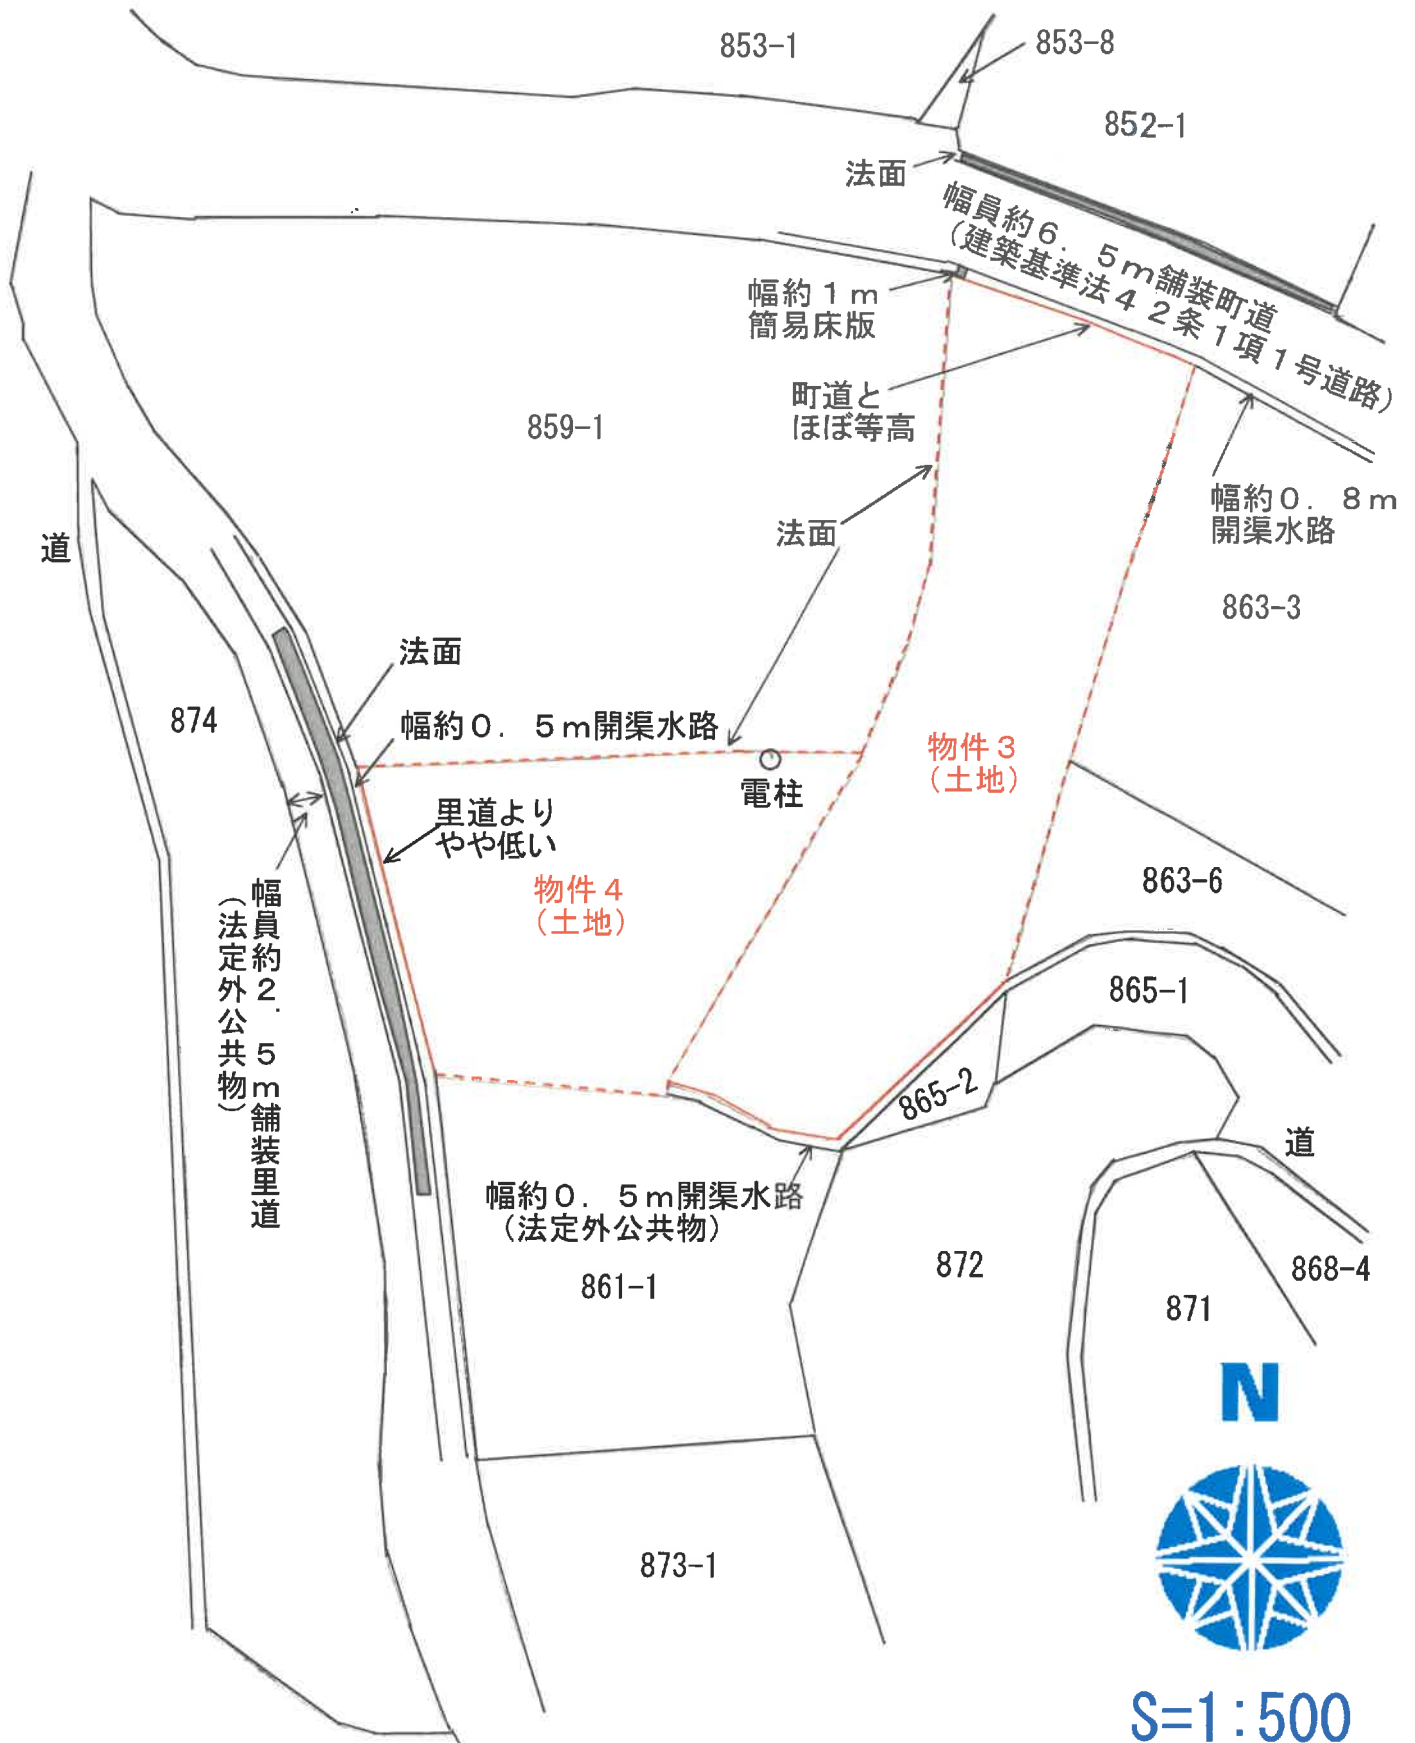 853-1
853-8
852-1
法面
幅員約6.5m舗装町道
(建築基準法42条1項1号道路)
幅約1m
簡易床版
町道と
ほぼ等高
859-1
幅約0.8m
開渠水路
法面
道
863-3
法面
874
幅約0.5m開渠水路
物件3
(土地)
電柱
里道より
やや低い
863-6
物件4
(土地)
幅員約2.5m舗装里道
(法定外公共物)
865-1
865-2
道
幅約0.5m開渠水路
(法定外公共物)
861-1
872
868-4
871
N
873-1
S=1:500